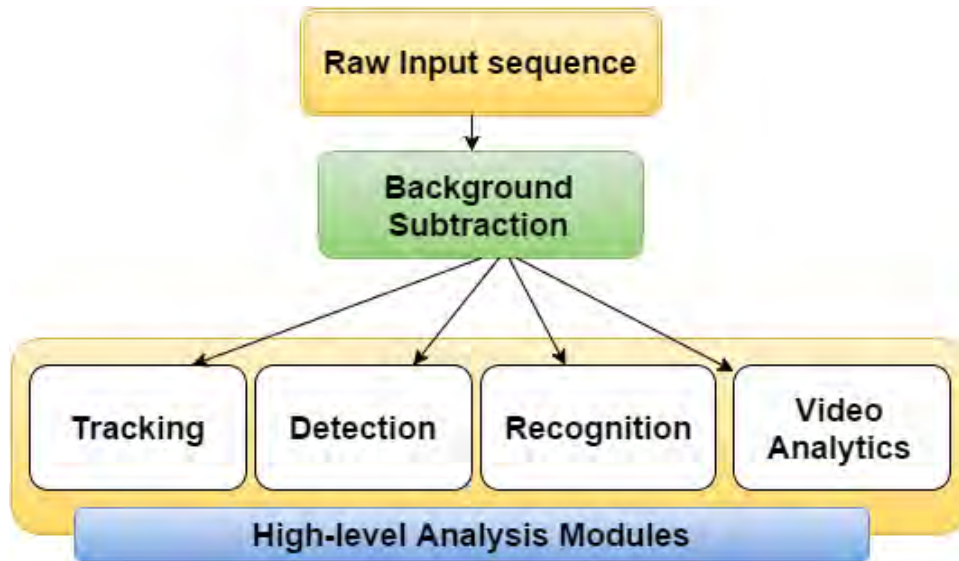 Raw Input sequence
Background
Subtraction
Tracking
Detection
Recognition
Video
Analytics
High-level Analysis Modules